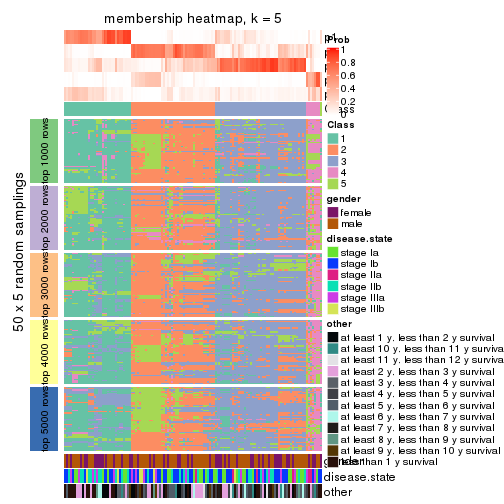 membership heatmap, k = 5
Prob
1
0.8
0.6
0.4
0.2
0
Class
1
2
3
4
5
gender
female
male
disease.state
stage Ia
stage Ib
stage IIa
stage IIb
stage IIIa
stage IIIb
other
at least 1 y. less than 2 y survival
at least 10 y. less than 11 y survival
at least 11 y. less than 12 y survival
at least 2 y. less than 3 y survival
at least 3 y. less than 4 y survival
at least 4 y. less than 5 y survival
at least 5 y. less than 6 y survival
at least 6 y. less than 7 y survival
at least 7 y. less than 8 y survival
at least 8 y. less than 9 y survival
at least 9 y. less than 10 y survival
less than 1 y survival
50 x 5 random samplings
top 1000 rows
top 2000 rows
top 3000 rows
top 4000 rows
top 5000 rows
disease.state
other